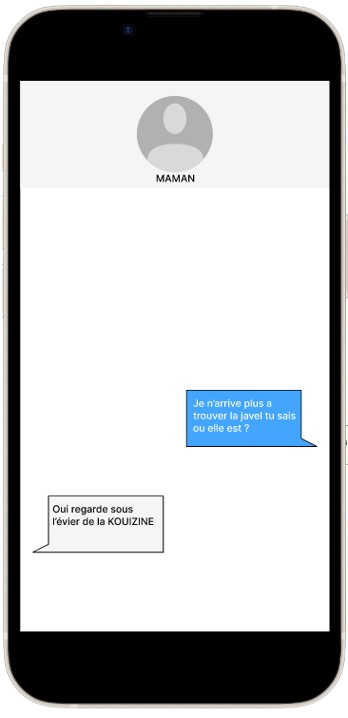 MAMAN
Je n'arrive plus a
trouver la javel tu sais
ou elle est ?
Oui regarde sous
l'évier de la KOUIZINE